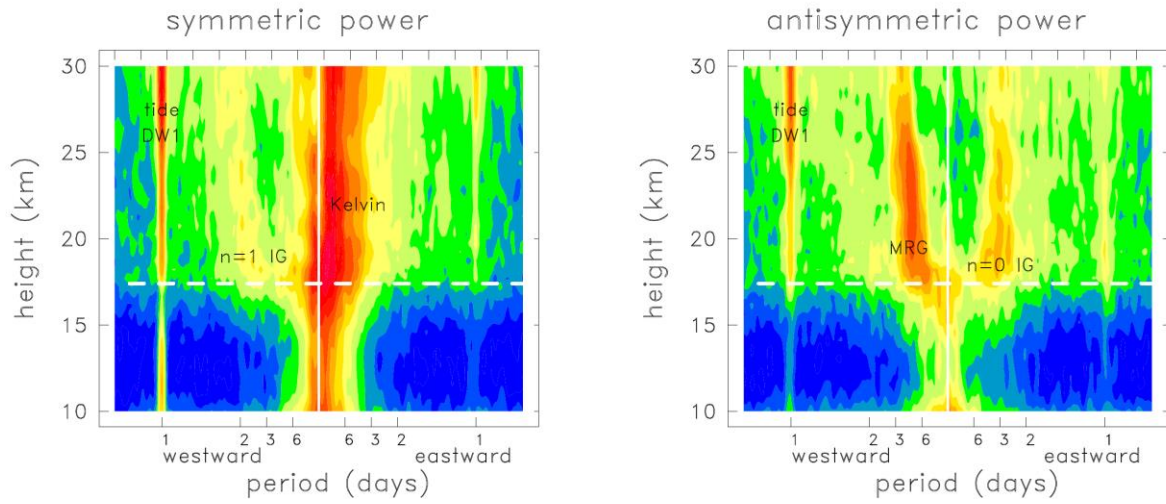 symmetric power
30
25
20
15
10
height (km)
tide
DW1
Kelvin
n=1 IG
1 2 3 6 6 3 2 1
westward eastward
period (days)
antisymmetric power
30
25
20
15
10
height (km)
tide
DW1
MRG
n=0 IG
1 2 3 6 6 3 2 1
westward eastward
period (days)